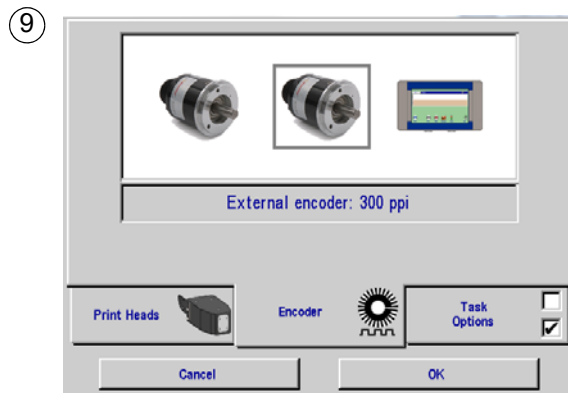 9
External encoder: 300 ppi
Print Heads
Encoder
Task
Options
Cancel
OK